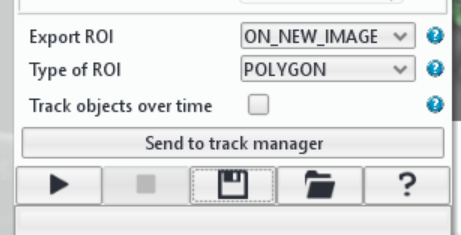 Export ROI ON_NEW_IMAGE ?
Type of ROI POLYGON ?
Track objects over time ?
Send to track manager
?